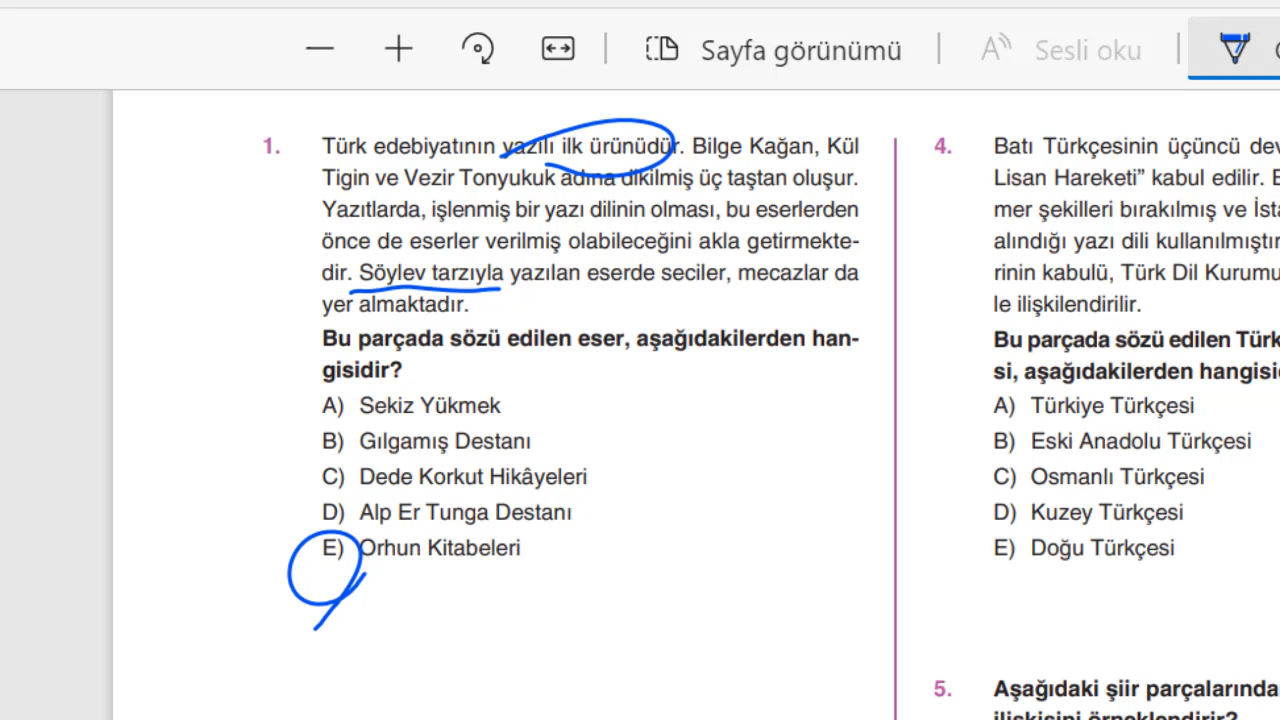 Sayfa görünümü
Sesli oku
1.
Türk edebiyatının yazılı ilk ürünüdür. Bilge Kağan, Kül
Tigin ve Vezir Tonyukuk adına dikilmiş üç taştan oluşur.
Yazıtlarda, işlenmiş bir yazı dilinin olması, bu eserlerden
önce de eserler verilmiş olabileceğini akla getirmekte-
dir. Söylev tarzıyla yazılan eserde seciler, mecazlar da
yer almaktadır.
Bu parçada sözü edilen eser, aşağıdakilerden han-
gisidir?
A) Sekiz Yükmek
B) Gılgamış Destanı
C) Dede Korkut Hikâyeleri
D) Alp Er Tunga Destanı
E) Orhun Kitabeleri
4.
Batı Türkçesinin üçüncü dev
Lisan Hareketi” kabul edilir. E
mer şekilleri bırakılmış ve İsta
alındığı yazı dili kullanılmıştır
rinin kabulü, Türk Dil Kurumu
le ilişkilendirilir.
Bu parçada sözü edilen Türk
si, aşağıdakilerden hangisi
A) Türkiye Türkçesi
B) Eski Anadolu Türkçesi
C) Osmanlı Türkçesi
D) Kuzey Türkçesi
E) Doğu Türkçesi
5.
Aşağıdaki şiir parçalarında
ilişkisini örneklendirir?